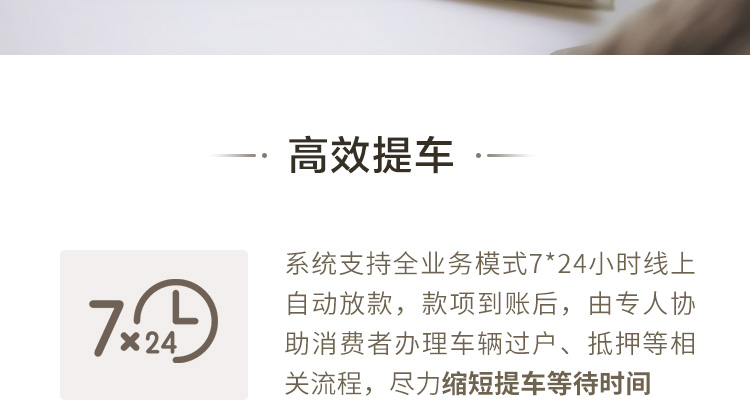 高效提车
7×24
系统支持全业务模式7*24小时线上
自动放款，款项到账后，由专人协
助消费者办理车辆过户、抵押等相
关流程，尽力缩短提车等待时间